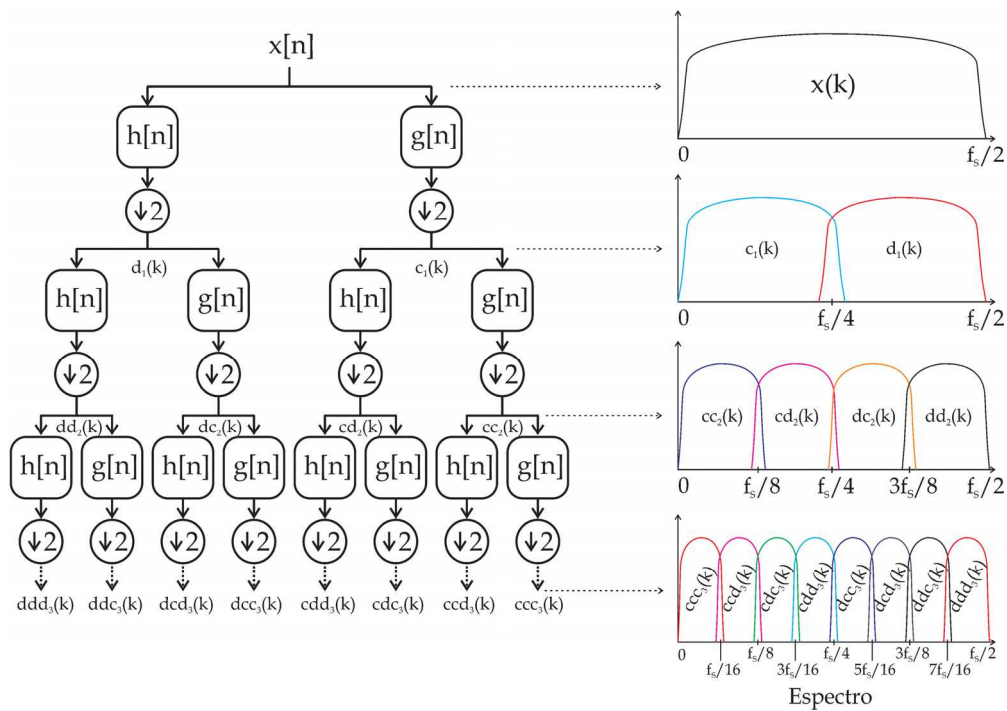 x[n]
h[n] g[n]
↓2 ↓2
d₁(k) c₁(k)
h[n] g[n] h[n] g[n]
↓2 ↓2 ↓2 ↓2
dd₂(k) dc₂(k) cd₂(k) cc₂(k)
h[n] g[n] h[n] g[n] h[n] g[n] h[n] g[n]
↓2 ↓2 ↓2 ↓2 ↓2 ↓2 ↓2 ↓2
ddd₃(k) ddc₃(k) dcd₃(k) dcc₃(k) cdd₃(k) cdc₃(k) ccd₃(k) ccc₃(k)
x(k)
0 fₛ/2
c₁(k) d₁(k)
0 fₛ/4 fₛ/2
cc₂(k) cd₂(k) dc₂(k) dd₂(k)
0 fₛ/8 fₛ/4 3fₛ/8 fₛ/2
ccc₃(k) ccd₃(k) cdc₃(k) cdd₃(k) dcc₃(k) dcd₃(k) ddc₃(k) ddd₃(k)
0 fₛ/8 fₛ/4 3fₛ/8 fₛ/2
fₛ/16 3fₛ/16 5fₛ/16 7fₛ/16
Espectro